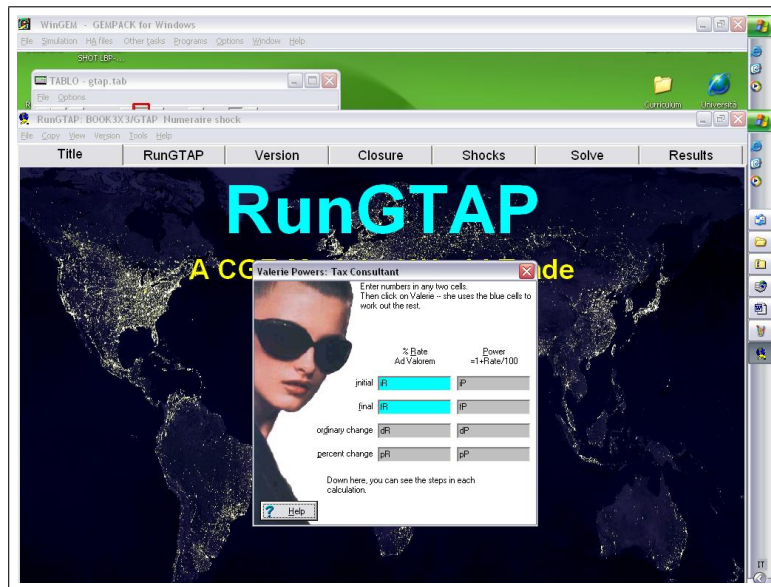 WinGEM - GEMPACK for Windows
File Simulation HA files Other tasks Programs Options Window Help
SHOT LBP-...
TABLO - gtap.tab
File Options
Curriculum Università
RunGTAP: BOOK3X3/GTAP Numeraire shock
File Copy View Version Tools Help
Title RunGTAP Version Closure Shocks Solve Results
RunGTAP
A CG
de
Valerie Powers: Tax Consultant
Enter numbers in any two cells.
Then click on Valerie -- she uses the blue cells to
work out the rest.
% Rate Power
Ad Valorem =1+Rate/100
initial iR iP
final fR fP
ordinary change dR dP
percent change pR pP
Down here, you can see the steps in each
calculation.
? Help
IT